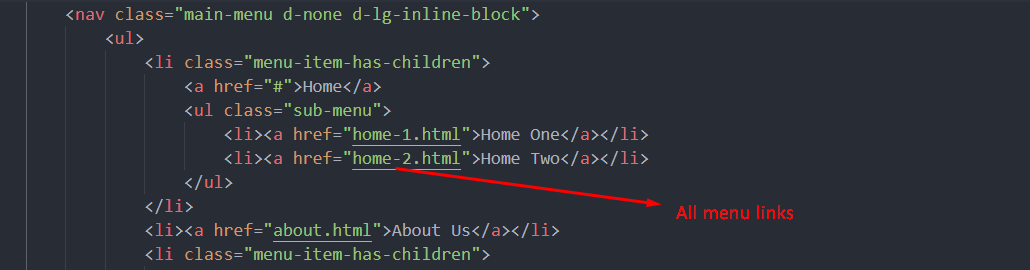 <nav class="main-menu d-none d-lg-inline-block">
<ul>
<li class="menu-item-has-children">
<a href="#">Home</a>
<ul class="sub-menu">
<li><a href="home-1.html">Home One</a></li>
<li><a href="home-2.html">Home Two</a></li>
</ul>
All menu links
</li>
<li><a href="about.html">About Us</a></li>
<li class="menu-item-has-children">